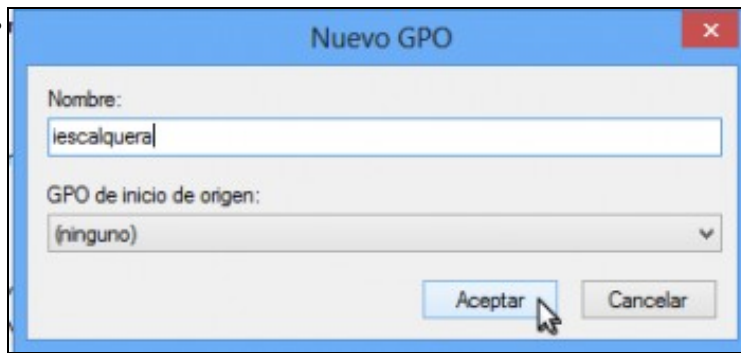 Nuevo GPO
Nombre:
iescalquera
GPO de inicio de origen:
(ninguno)
Aceptar
Cancelar